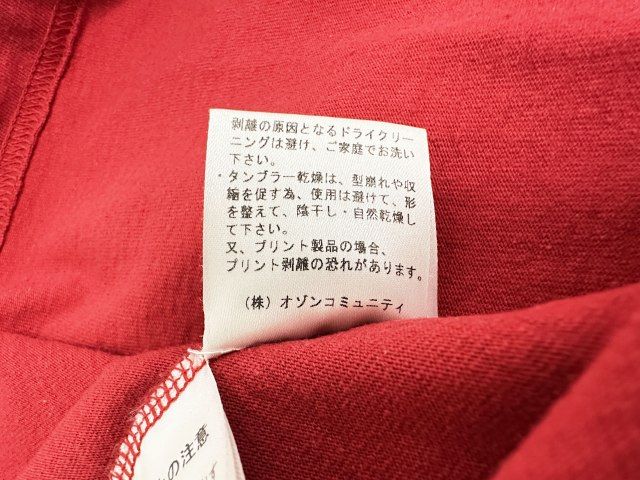 剥離の原因となるドライクリー
ニングは避け、ご家庭でお洗い
下さい。
・タンブラー乾燥は、型崩れや収
縮を促す為、使用は避けて、形
を整えて、陰干し・自然乾燥し
て下さい。
又、プリント製品の場合、
プリント剥離の恐れがあります。
（株）オゾンコミュニティ
の注意